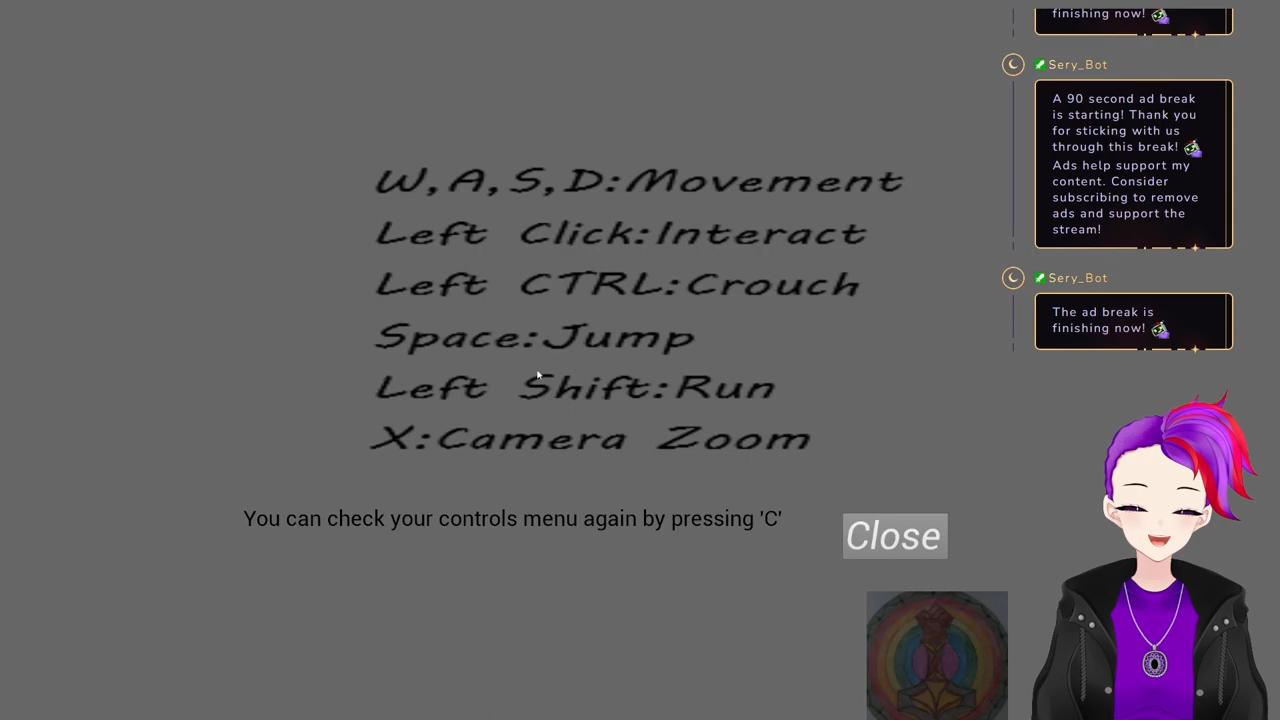 finishing now!
Sery_Bot
A 90 second ad break
is starting! Thank you
for sticking with us
through this break!
Ads help support my
content. Consider
subscribing to remove
ads and support the
stream!
Sery_Bot
The ad break is
finishing now!
W,A,S,D:Movement
Left Click:Interact
Left CTRL:Crouch
Space:Jump
Left Shift:Run
X:Camera Zoom
You can check your controls menu again by pressing 'C'
Close